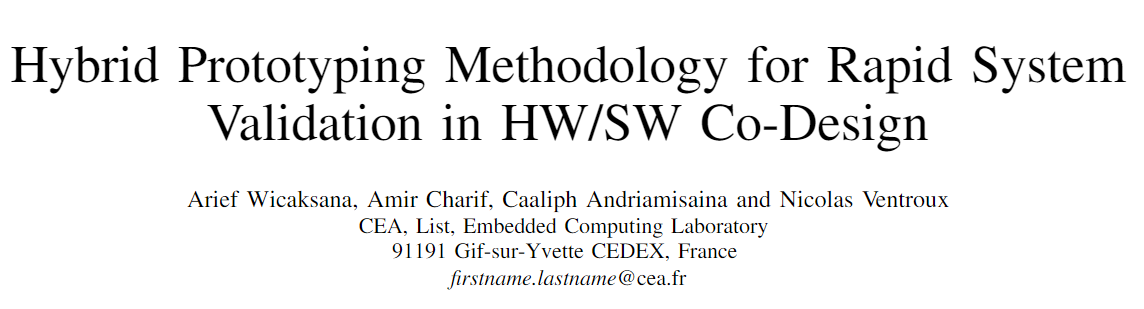 Hybrid Prototyping Methodology for Rapid System
Validation in HW/SW Co-Design
Arief Wicaksana, Amir Charif, Caaliph Andriamisaina and Nicolas Ventroux
CEA, List, Embedded Computing Laboratory
91191 Gif-sur-Yvette CEDEX, France
firstname.lastname@cea.fr